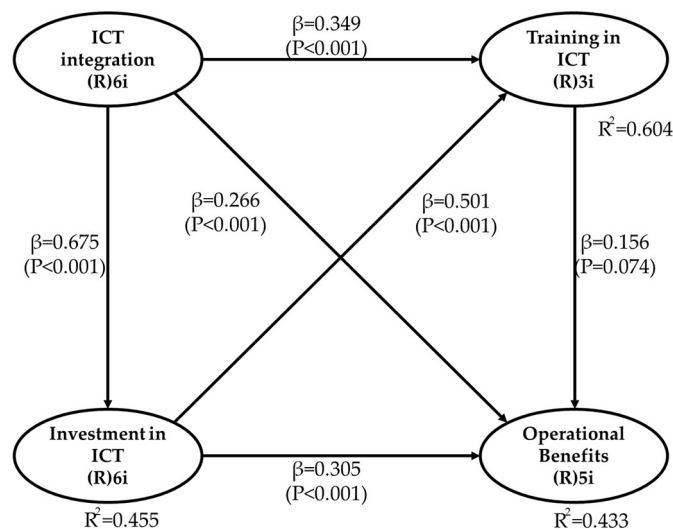 ICT
integration
(R)6i
β=0.349
(P<0.001)
Training in
ICT
(R)3i
R²=0.604
β=0.266
(P<0.001)
β=0.501
(P<0.001)
β=0.675
(P<0.001)
β=0.156
(P=0.074)
Investment in
ICT
(R)6i
R²=0.455
β=0.305
(P<0.001)
Operational
Benefits
(R)5i
R²=0.433